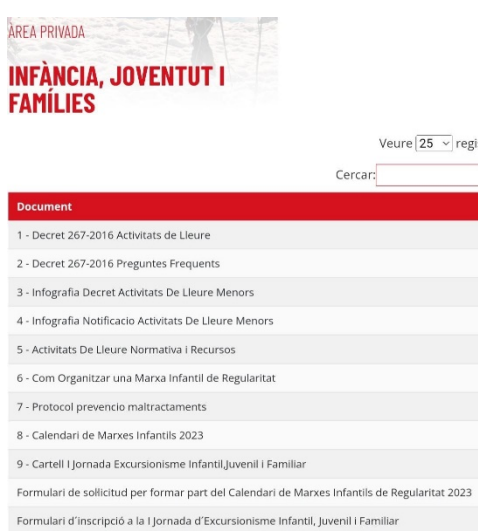 ÀREA PRIVADA
INFÀNCIA, JOVENTUT I
FAMÍLIES
Veure 25 regi
Cercar:
Document
1 - Decret 267-2016 Activitats de Lleure
2 - Decret 267-2016 Preguntes Frequents
3 - Infografia Decret Activitats De Lleure Menors
4 - Infografia Notificacio Activitats De Lleure Menors
5 - Activitats De Lleure Normativa i Recursos
6 - Com Organitzar una Marxa Infantil de Regularitat
7 - Protocol prevencio maltractaments
8 - Calendari de Marxes Infantils 2023
9 - Cartell I Jornada Excursionisme Infantil,Juvenil i Familiar
Formulari de sol·licitud per formar part del Calendari de Marxes Infantils de Regularitat 2023
Formulari d´inscripció a la I Jornada d´Excursionisme Infantil, Juvenil i Familiar